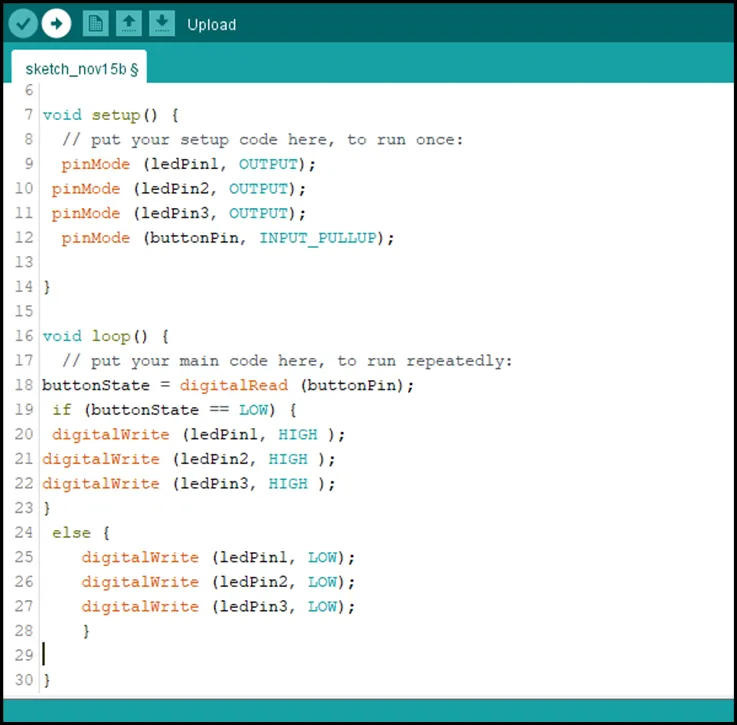 Upload
sketch_nov15b §
6
7 void setup() {
8   // put your setup code here, to run once:
9   pinMode (ledPin1, OUTPUT);
10  pinMode (ledPin2, OUTPUT);
11  pinMode (ledPin3, OUTPUT);
12   pinMode (buttonPin, INPUT_PULLUP);
13
14 }
15
16 void loop() {
17   // put your main code here, to run repeatedly:
18 buttonState = digitalRead (buttonPin);
19  if (buttonState == LOW) {
20  digitalWrite (ledPin1, HIGH );
21 digitalWrite (ledPin2, HIGH );
22 digitalWrite (ledPin3, HIGH );
23 }
24  else {
25     digitalWrite (ledPin1, LOW);
26     digitalWrite (ledPin2, LOW);
27     digitalWrite (ledPin3, LOW);
28     }
29
30 }